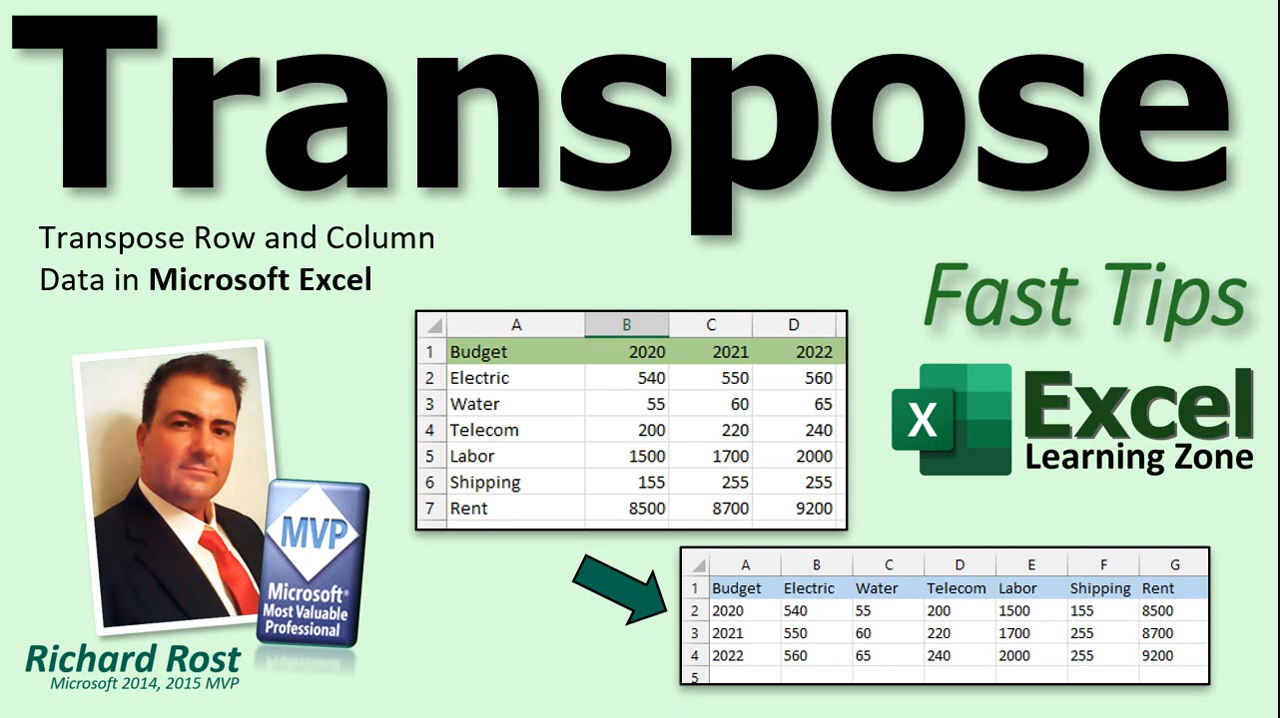 Transpose
Transpose Row and Column
Data in Microsoft Excel
Fast Tips
X
Excel
Learning Zone
A B C D
1 Budget 2020 2021 2022
2 Electric 540 550 560
3 Water 55 60 65
4 Telecom 200 220 240
5 Labor 1500 1700 2000
6 Shipping 155 255 255
7 Rent 8500 8700 9200
MVP
Microsoft®
Most Valuable
Professional
Richard Rost
Microsoft 2014, 2015 MVP
A B C D E F G
1 Budget Electric Water Telecom Labor Shipping Rent
2 2020 540 55 200 1500 155 8500
3 2021 550 60 220 1700 255 8700
4 2022 560 65 240 2000 255 9200
5